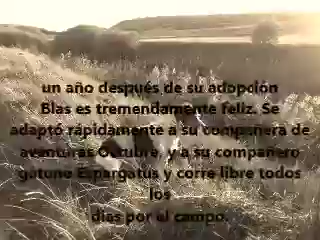 un año después de su adopción
Blas es tremendamente feliz. Se
adaptó rápidamente a su compañera de
aventuras Octubre, y a su compañero
gatuno Espargatus y corre libre todos
los
días por el campo.